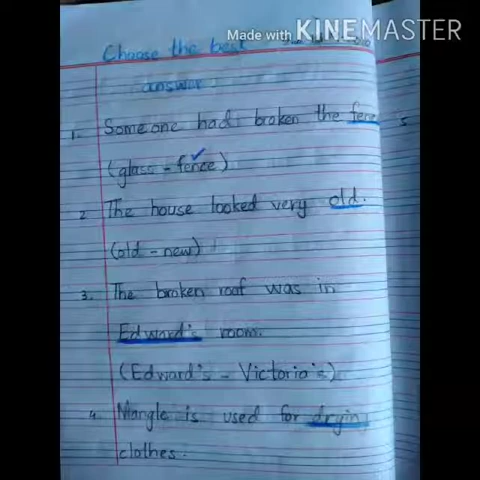 Made with KINEMASTER
Choose the best
answer
1. Someone had broken the fence
(glass - fence)
2 The house looked very old.
(old - new)
3. The broken roof was in
Edward's room.
(Edward's - Victoria's)
4. Mangle is used for drying
clothes.